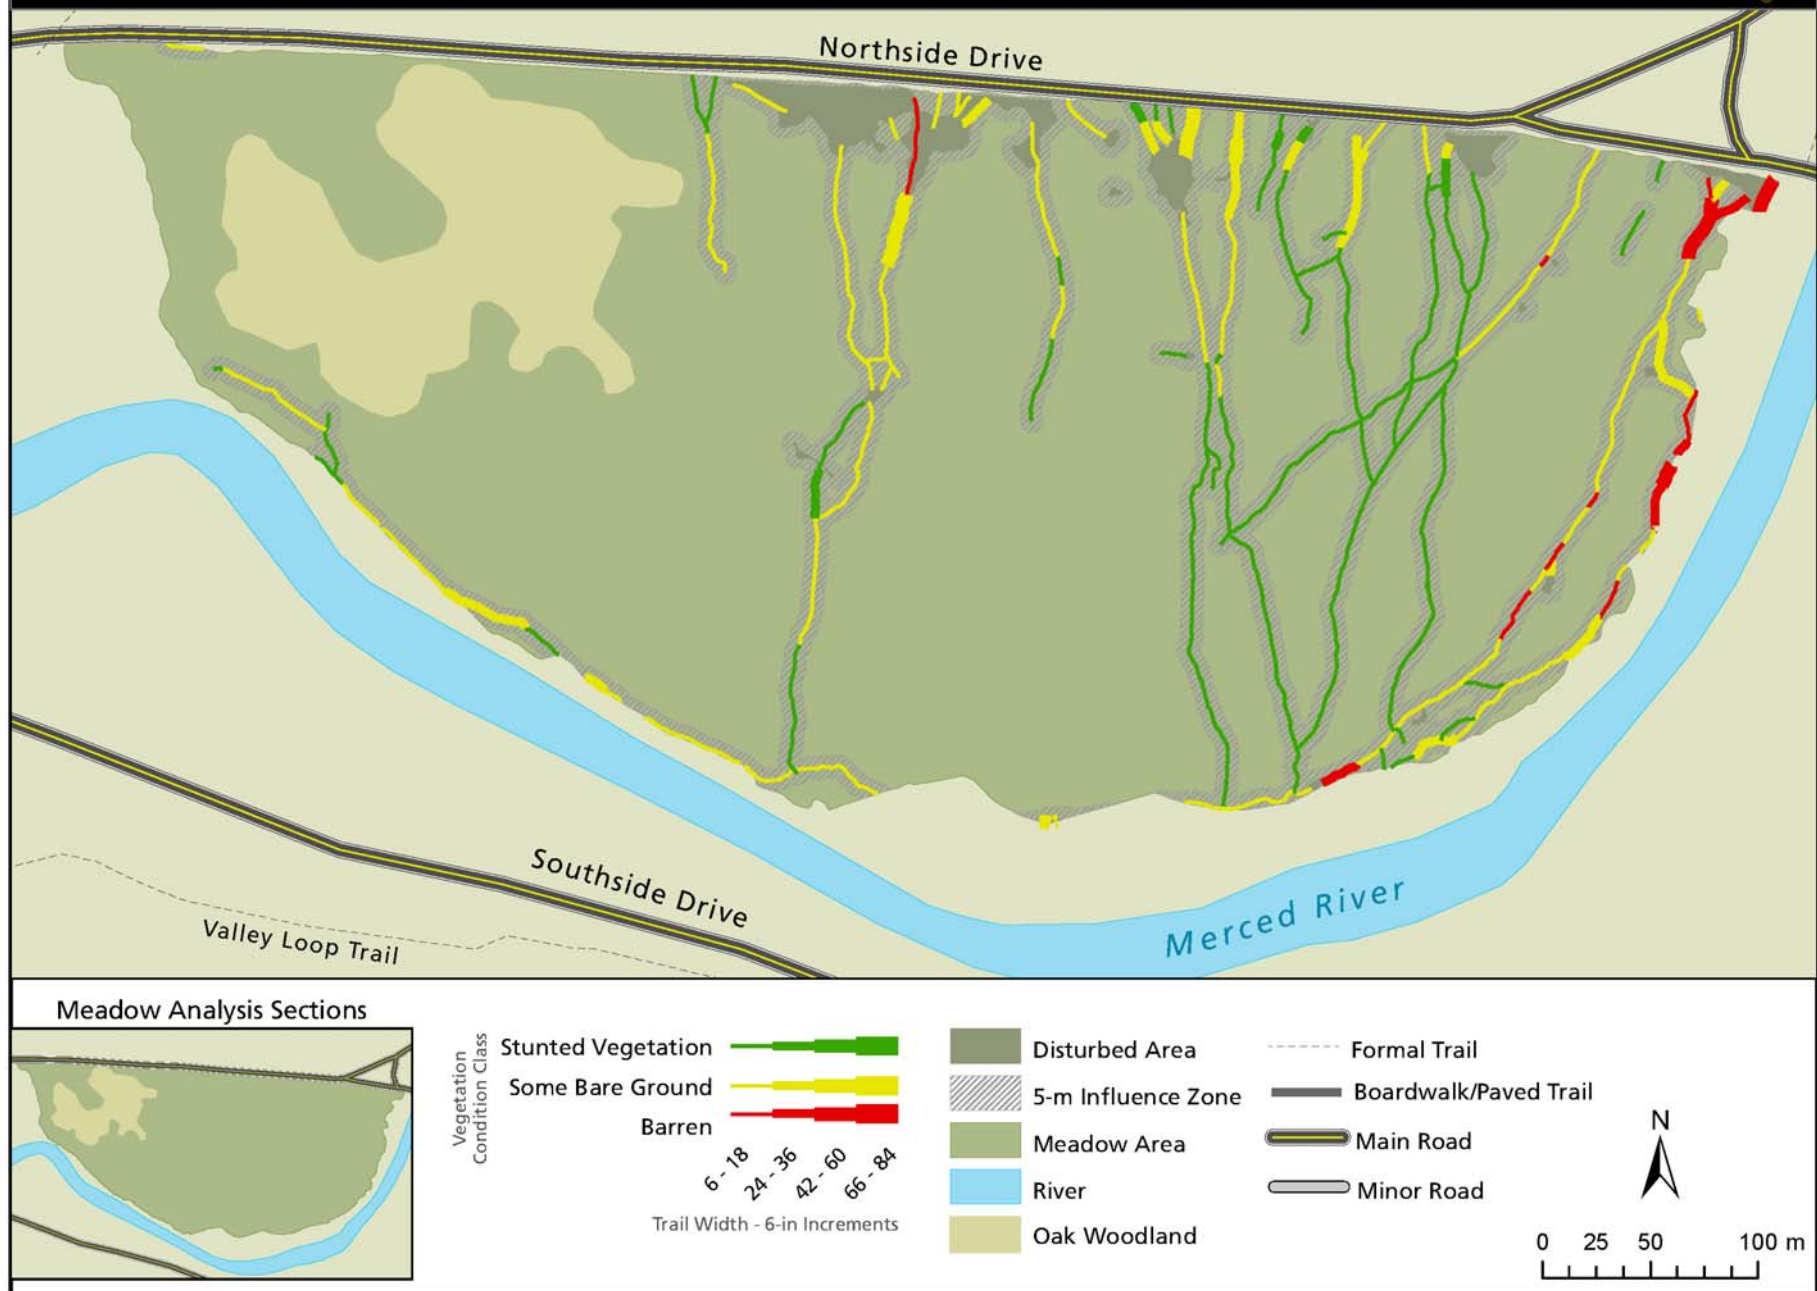 Northside Drive
Southside Drive
Valley Loop Trail
Merced River
Meadow Analysis Sections
Vegetation
Condition Class
Stunted Vegetation
Some Bare Ground
Barren
6 - 18
24 - 36
42 - 60
66 - 84
Trail Width - 6-in Increments
Disturbed Area
5-m Influence Zone
Meadow Area
River
Oak Woodland
Formal Trail
Boardwalk/Paved Trail
Main Road
Minor Road
N
0 25 50 100 m